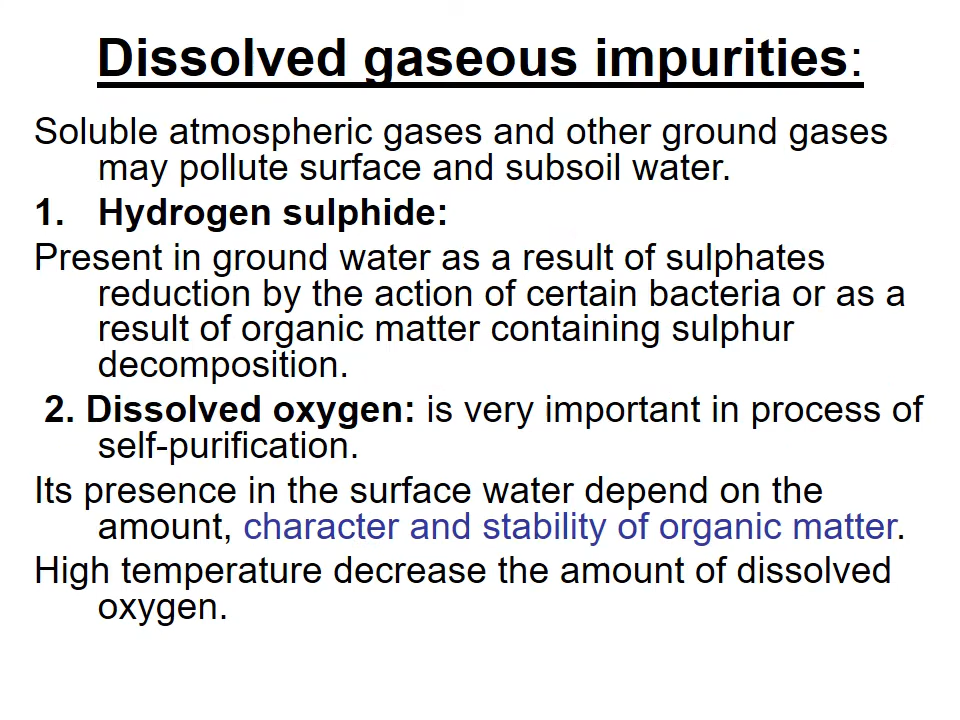 Dissolved gaseous impurities:
Soluble atmospheric gases and other ground gases
may pollute surface and subsoil water.
1. Hydrogen sulphide:
Present in ground water as a result of sulphates
reduction by the action of certain bacteria or as a
result of organic matter containing sulphur
decomposition.
2. Dissolved oxygen: is very important in process of
self-purification.
Its presence in the surface water depend on the
amount, character and stability of organic matter.
High temperature decrease the amount of dissolved
oxygen.